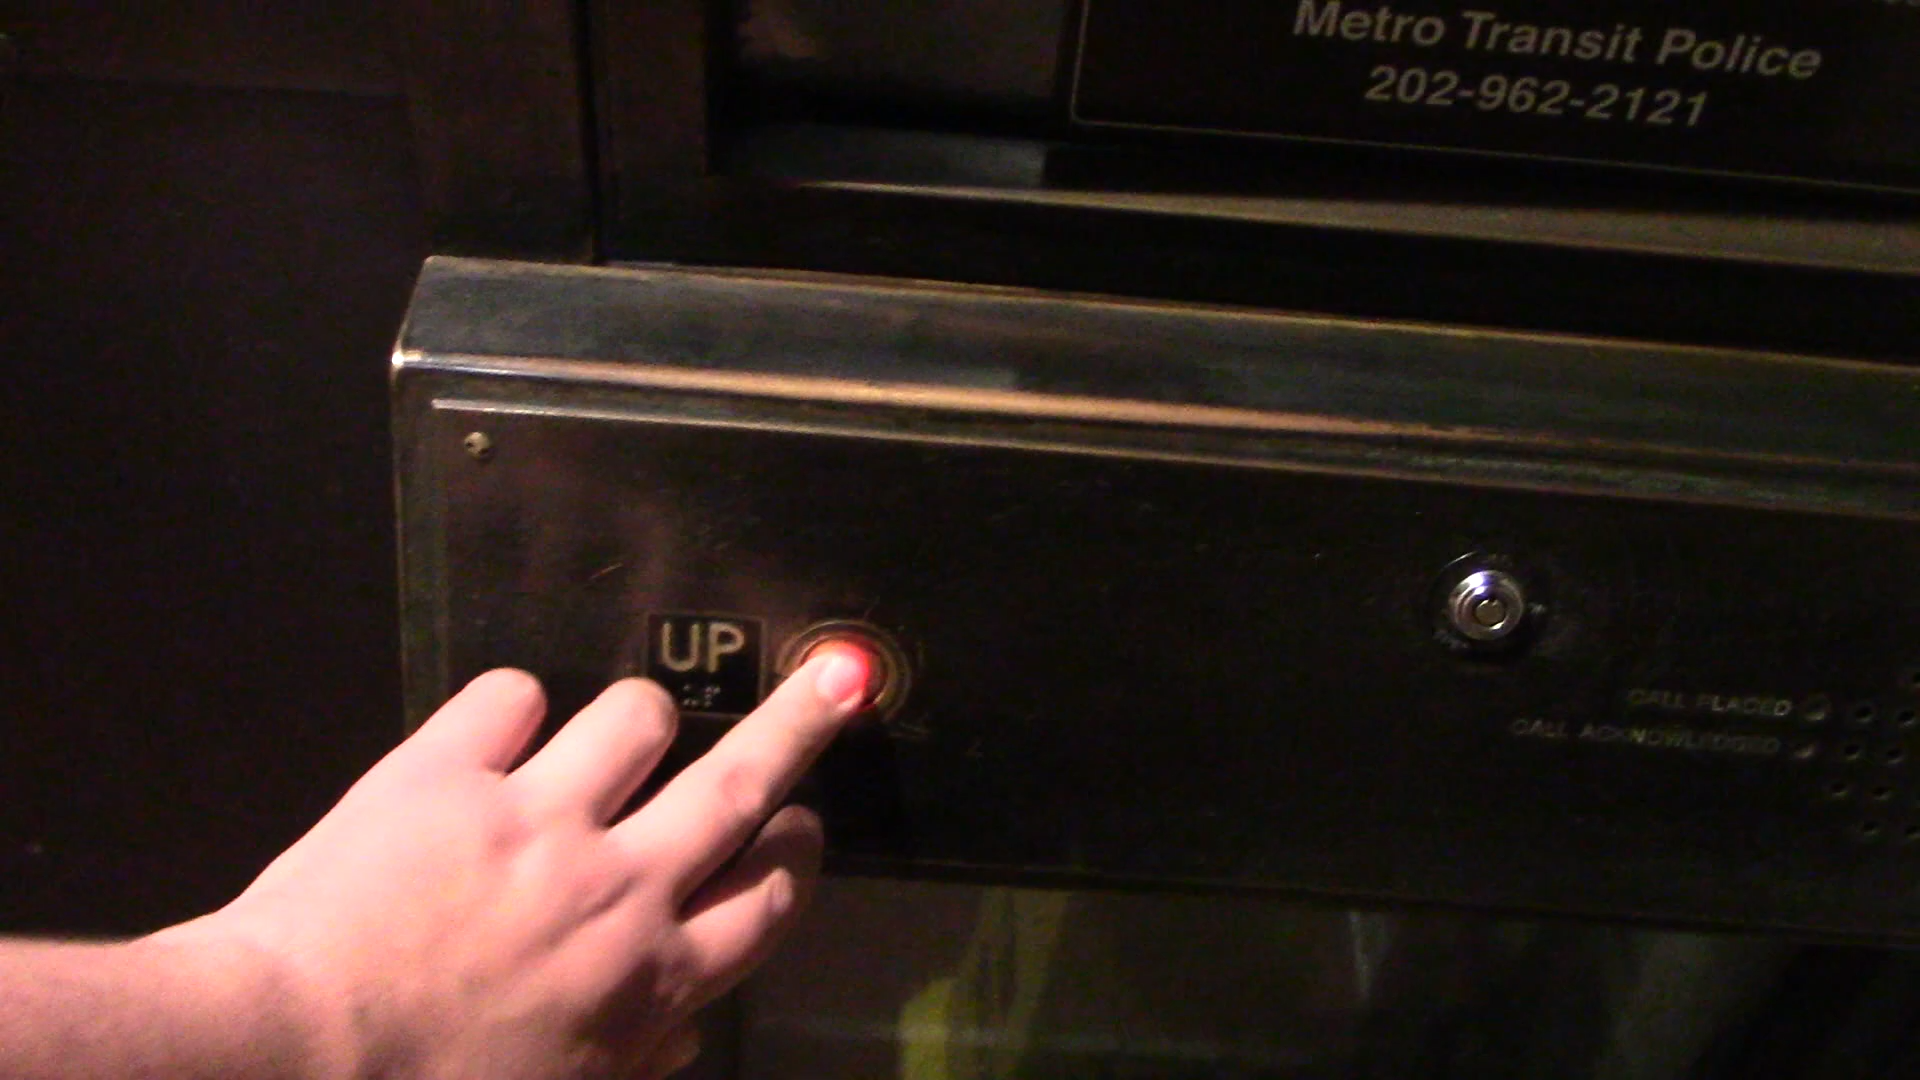 Metro Transit Police
202-962-2121
UP
CALL PLACED
CALL ACKNOWLEDGED